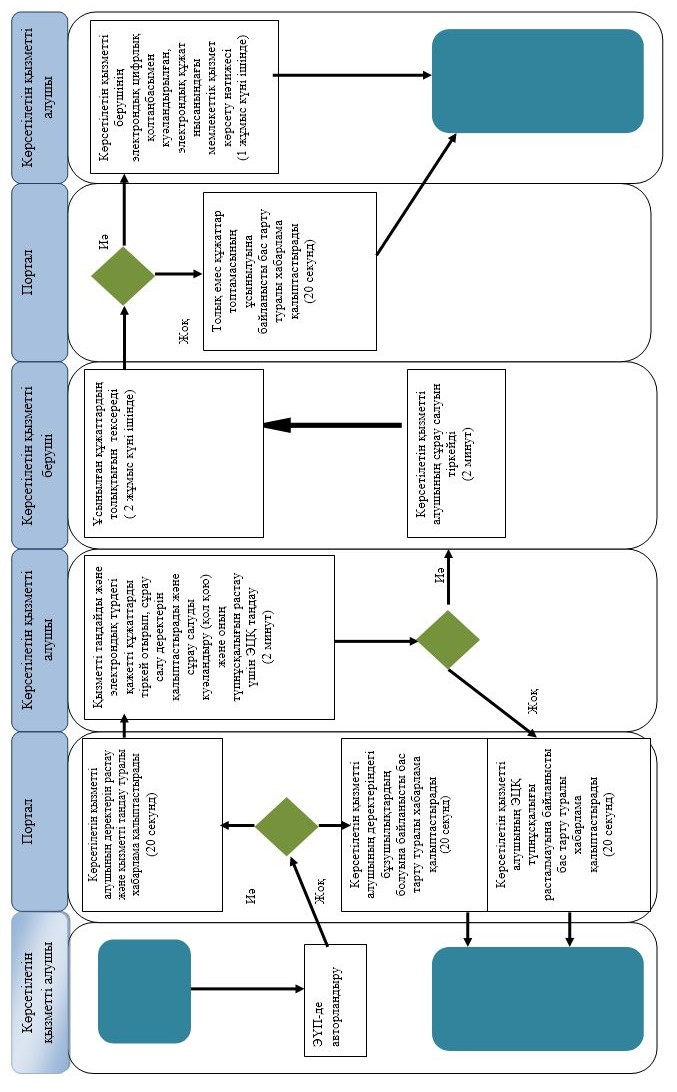 Көрсетілетін
қызметті алушы
Портал
Көрсетілетін қызметті
алушы
Көрсетілетін қызметті
беруші
Портал
Көрсетілетін қызметті
алушы
ЭҮП-де
авторландыру
Иә
Жоқ
Көрсетілетін қызметті
алушының деректерін растау
және қызметті таңдау туралы
хабарлама қалыптастырады
(20 секунд)
Көрсетілетін қызметті
алушының деректеріндегі
бұзушылықтардың
болуына байланысты бас
тарту туралы хабарлама
қалыптастырады
(20 секунд)
Көрсетілетін қызметті
алушының ЭЦҚ
түпнұсқалығы
расталмауына байланысты
бас тарту туралы
хабарлама
қалыптастырады
(20 секунд)
Қызметті таңдайды және
электрондық түрдегі
қажетті құжаттарды
тіркей отырып, сұрау
салу деректерін
қалыптастырады және
сұрау салуды
куәландыру (қол қою)
және оның
түпнұсқалығын растау
үшін ЭЦҚ таңдау
(2 минут)
Иә
Жоқ
Көрсетілетін қызметті
алушының сұрау салуын
тіркейді
(2 минут)
Ұсынылған құжаттардың
толықтығын тексереді
( 2 жұмыс күні ішінде)
Иә
Жоқ
Толық емес құжаттар
топтамасының
ұсынылуына
байланысты бас тарту
туралы хабарлама
қалыптастырады
(20 секунд)
Көрсетілетін қызметті
берушінің
электрондық цифрлық
қолтаңбасымен
куәландырылған,
электрондық құжат
нысанындағы
мемлекеттік қызмет
көрсету нәтижесі
(1 жұмыс күні ішінде)